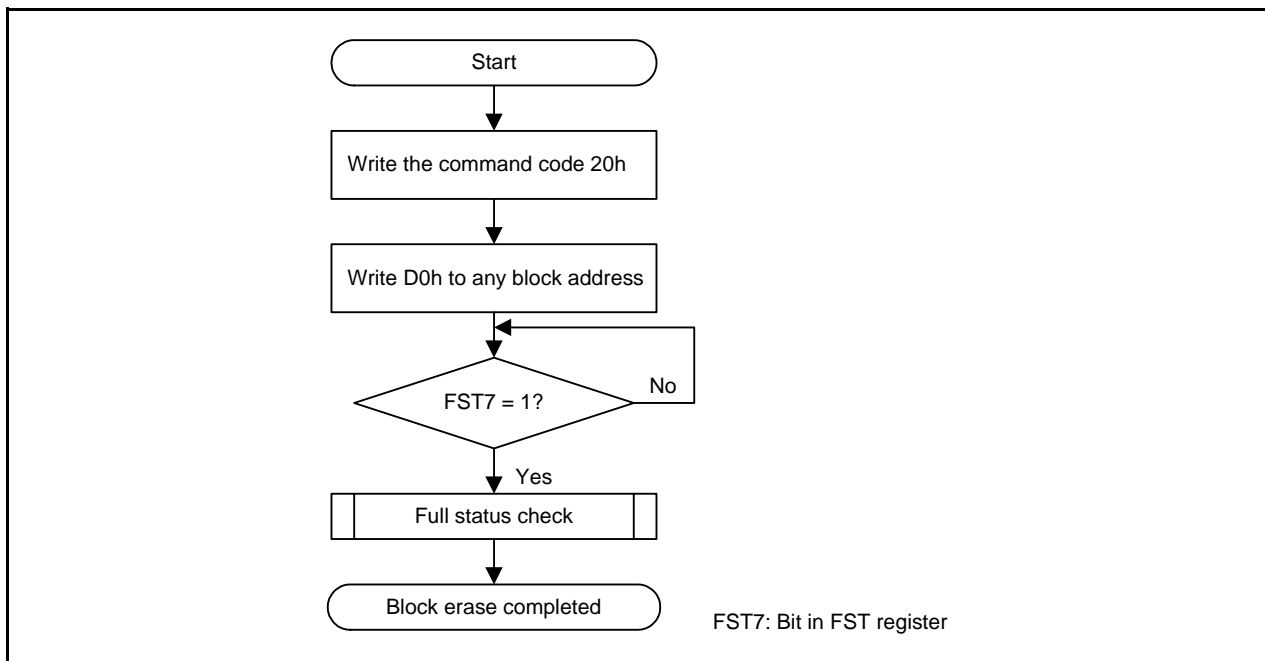 Start
Write the command code 20h
Write D0h to any block address
FST7 = 1?
No
Yes
Full status check
Block erase completed
FST7: Bit in FST register